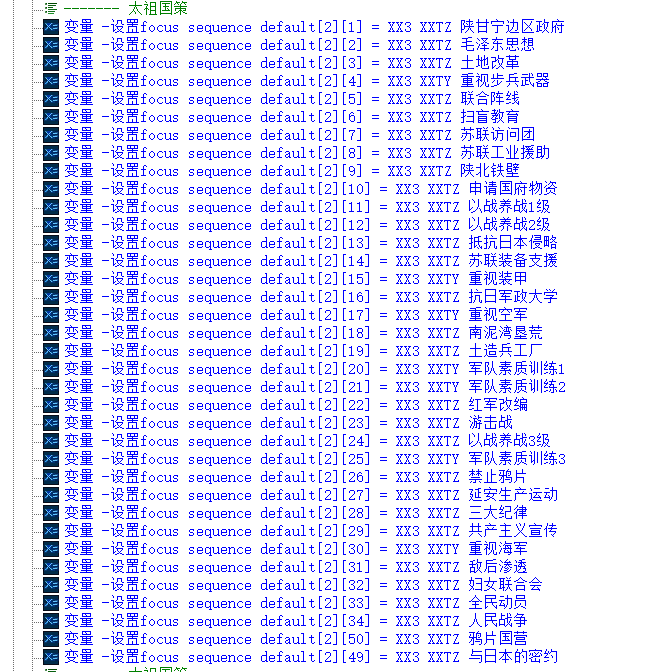 ------- 太祖国策
变量 -设置focus sequence default[2][1] = XX3 XXTZ 陕甘宁边区政府
变量 -设置focus sequence default[2][2] = XX3 XXTZ 毛泽东思想
变量 -设置focus sequence default[2][3] = XX3 XXTZ 土地改革
变量 -设置focus sequence default[2][4] = XX3 XXTY 重视步兵武器
变量 -设置focus sequence default[2][5] = XX3 XXTZ 联合阵线
变量 -设置focus sequence default[2][6] = XX3 XXTZ 扫盲教育
变量 -设置focus sequence default[2][7] = XX3 XXTZ 苏联访问团
变量 -设置focus sequence default[2][8] = XX3 XXTZ 苏联工业援助
变量 -设置focus sequence default[2][9] = XX3 XXTZ 陕北铁壁
变量 -设置focus sequence default[2][10] = XX3 XXTZ 申请国府物资
变量 -设置focus sequence default[2][11] = XX3 XXTZ 以战养战1级
变量 -设置focus sequence default[2][12] = XX3 XXTZ 以战养战2级
变量 -设置focus sequence default[2][13] = XX3 XXTZ 抵抗日本侵略
变量 -设置focus sequence default[2][14] = XX3 XXTZ 苏联装备支援
变量 -设置focus sequence default[2][15] = XX3 XXTY 重视装甲
变量 -设置focus sequence default[2][16] = XX3 XXTZ 抗日军政大学
变量 -设置focus sequence default[2][17] = XX3 XXTY 重视空军
变量 -设置focus sequence default[2][18] = XX3 XXTZ 南泥湾垦荒
变量 -设置focus sequence default[2][19] = XX3 XXTZ 土造兵工厂
变量 -设置focus sequence default[2][20] = XX3 XXTY 军队素质训练1
变量 -设置focus sequence default[2][21] = XX3 XXTY 军队素质训练2
变量 -设置focus sequence default[2][22] = XX3 XXTZ 红军改编
变量 -设置focus sequence default[2][23] = XX3 XXTZ 游击战
变量 -设置focus sequence default[2][24] = XX3 XXTZ 以战养战3级
变量 -设置focus sequence default[2][25] = XX3 XXTY 军队素质训练3
变量 -设置focus sequence default[2][26] = XX3 XXTZ 禁止鸦片
变量 -设置focus sequence default[2][27] = XX3 XXTZ 延安生产运动
变量 -设置focus sequence default[2][28] = XX3 XXTZ 三大纪律
变量 -设置focus sequence default[2][29] = XX3 XXTZ 共产主义宣传
变量 -设置focus sequence default[2][30] = XX3 XXTY 重视海军
变量 -设置focus sequence default[2][31] = XX3 XXTZ 敌后渗透
变量 -设置focus sequence default[2][32] = XX3 XXTZ 妇女联合会
变量 -设置focus sequence default[2][33] = XX3 XXTZ 全民动员
变量 -设置focus sequence default[2][34] = XX3 XXTZ 人民战争
变量 -设置focus sequence default[2][50] = XX3 XXTZ 鸦片国营
变量 -设置focus sequence default[2][49] = XX3 XXTZ 与日本的密约